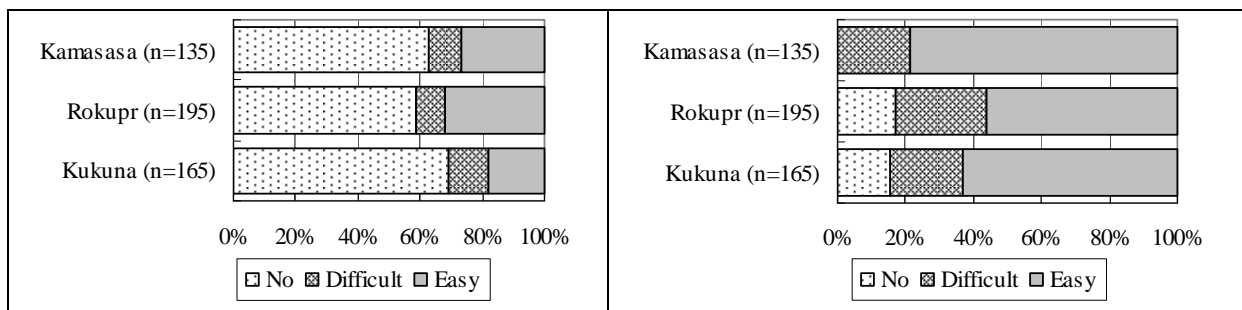 Kamasasa (n=135)
Rokupr (n=195)
Kukuna (n=165)
0% 20% 40% 60% 80% 100%
No Difficult Easy
Kamasasa (n=135)
Rokupr (n=195)
Kukuna (n=165)
0% 20% 40% 60% 80% 100%
No Difficult Easy